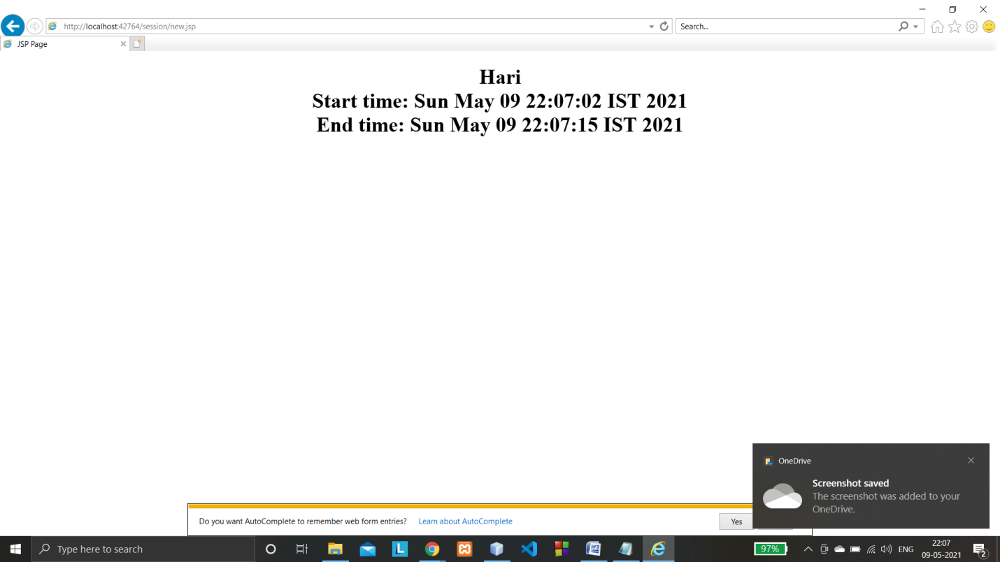 http://localhost:42764/session/new.jsp
Search...
JSP Page
Hari
Start time: Sun May 09 22:07:02 IST 2021
End time: Sun May 09 22:07:15 IST 2021
OneDrive
Screenshot saved
The screenshot was added to your
OneDrive.
Do you want AutoComplete to remember web form entries? Learn about AutoComplete Yes
Type here to search
L
97%
ENG
22:07
09-05-2021
2